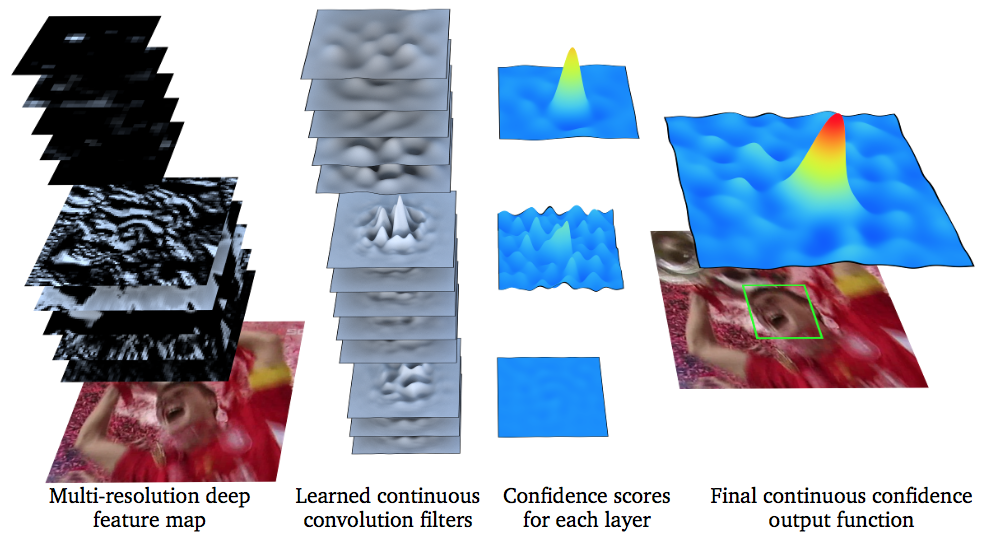 Multi-resolution deep
feature map
Learned continuous
convolution filters
Confidence scores
for each layer
Final continuous confidence
output function